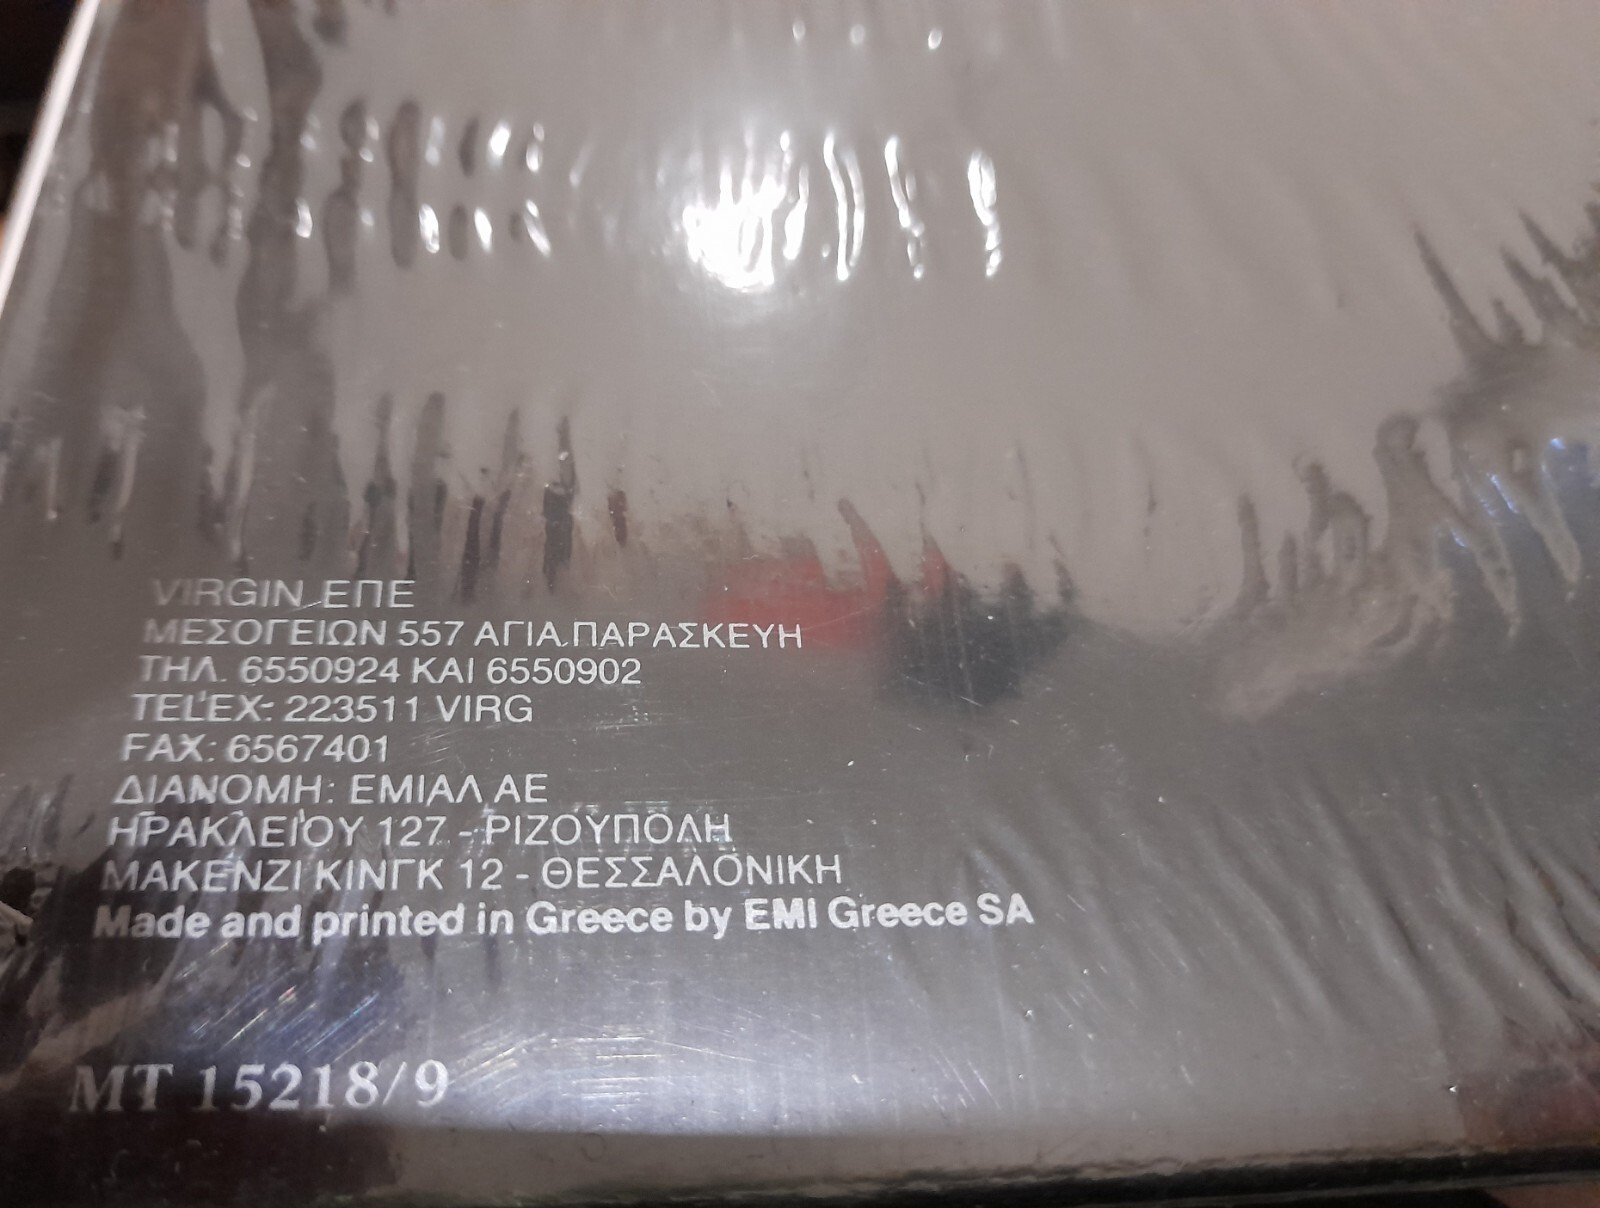 VIRGIN ΕΠΕ
ΜΕΣΟΓΕΙΩΝ 557 ΑΓΙΑ ΠΑΡΑΣΚΕΥΗ
ΤΗΛ. 6550924 ΚΑΙ 6550902
TELEX: 223511 VIRG
FAX: 6567401
ΔΙΑΝΟΜΗ: ΕΜΙΑΛ ΑΕ
ΗΡΑΚΛΕΙΟΥ 127 - ΡΙΖΟΥΠΟΛΗ
ΜΑΚΕΝΖΙ ΚΙΝΓΚ 12 - ΘΕΣΣΑΛΟΝΙΚΗ
Made and printed in Greece by EMI Greece SA
MT 15218/9